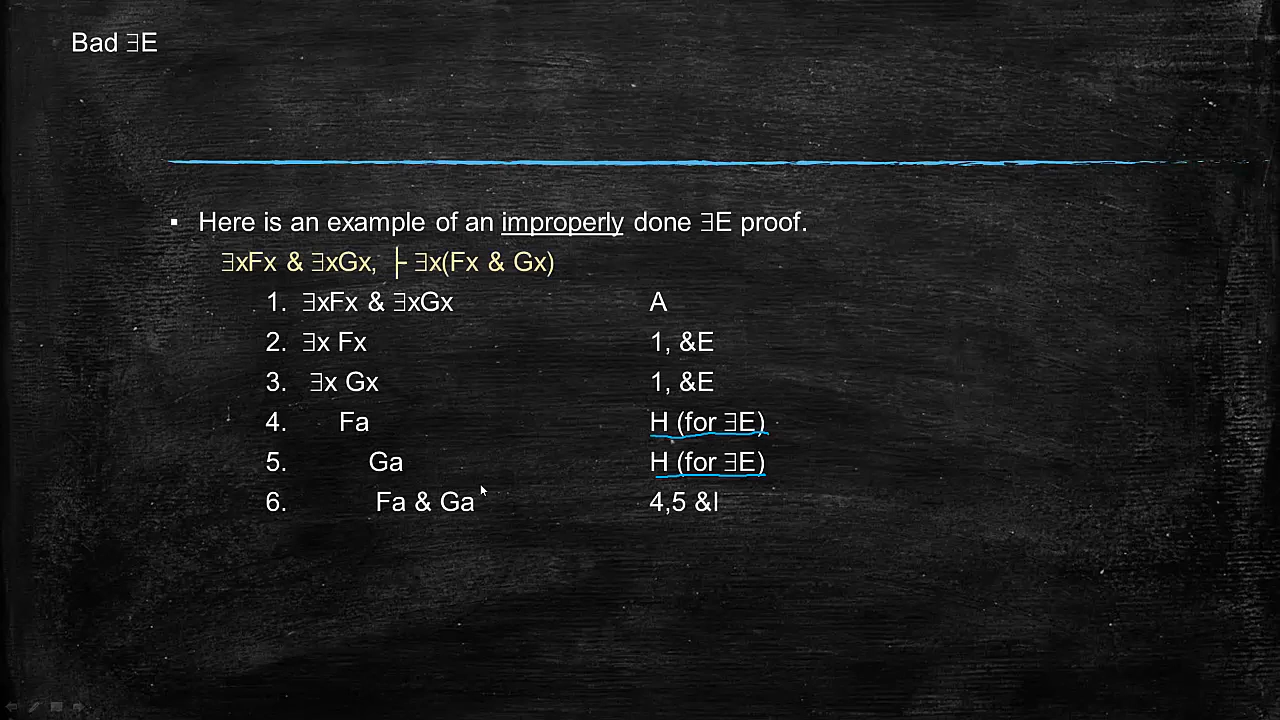 Bad ∃E
▪ Here is an example of an improperly done ∃E proof.
∃xFx & ∃xGx, ├ ∃x(Fx & Gx)
1. ∃xFx & ∃xGx A
2. ∃x Fx 1, &E
3. ∃x Gx 1, &E
4. Fa H (for ∃E)
5. Ga H (for ∃E)
6. Fa & Ga 4,5 &I